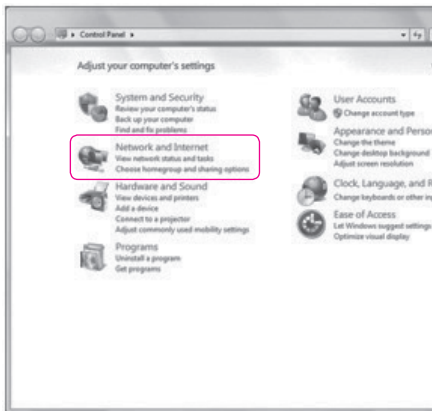 Control Panel
Adjust your computer's settings
System and Security
Review your computer's status
Back up your computer
Find and fix problems
Network and Internet
View network status and tasks
Choose homegroup and sharing options
Hardware and Sound
View devices and printers
Add a device
Connect to a projector
Adjust commonly used mobility settings
Programs
Uninstall a program
Get programs
User Accounts
Change account type
Appearance and Person
Change the theme
Change desktop background
Adjust screen resolution
Clock, Language, and R
Change keyboards or other inp
Ease of Access
Let Windows suggest settings
Optimize visual display